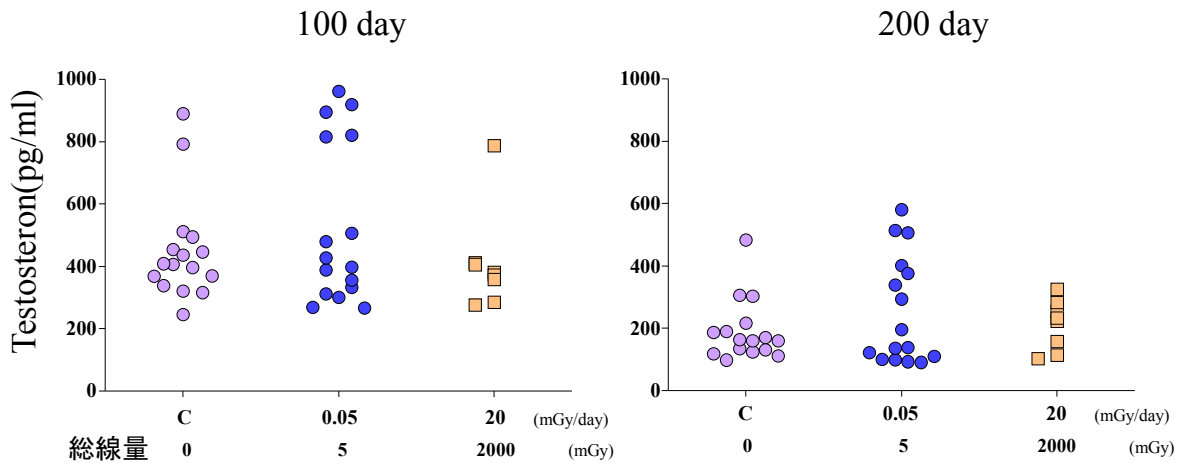 100 day
200 day
Testosteron(pg/ml)
1000
800
600
400
200
0
C 0.05 20 (mGy/day)
総線量 0 5 2000 (mGy)
1000
800
600
400
200
0
C 0.05 20 (mGy/day)
0 5 2000 (mGy)